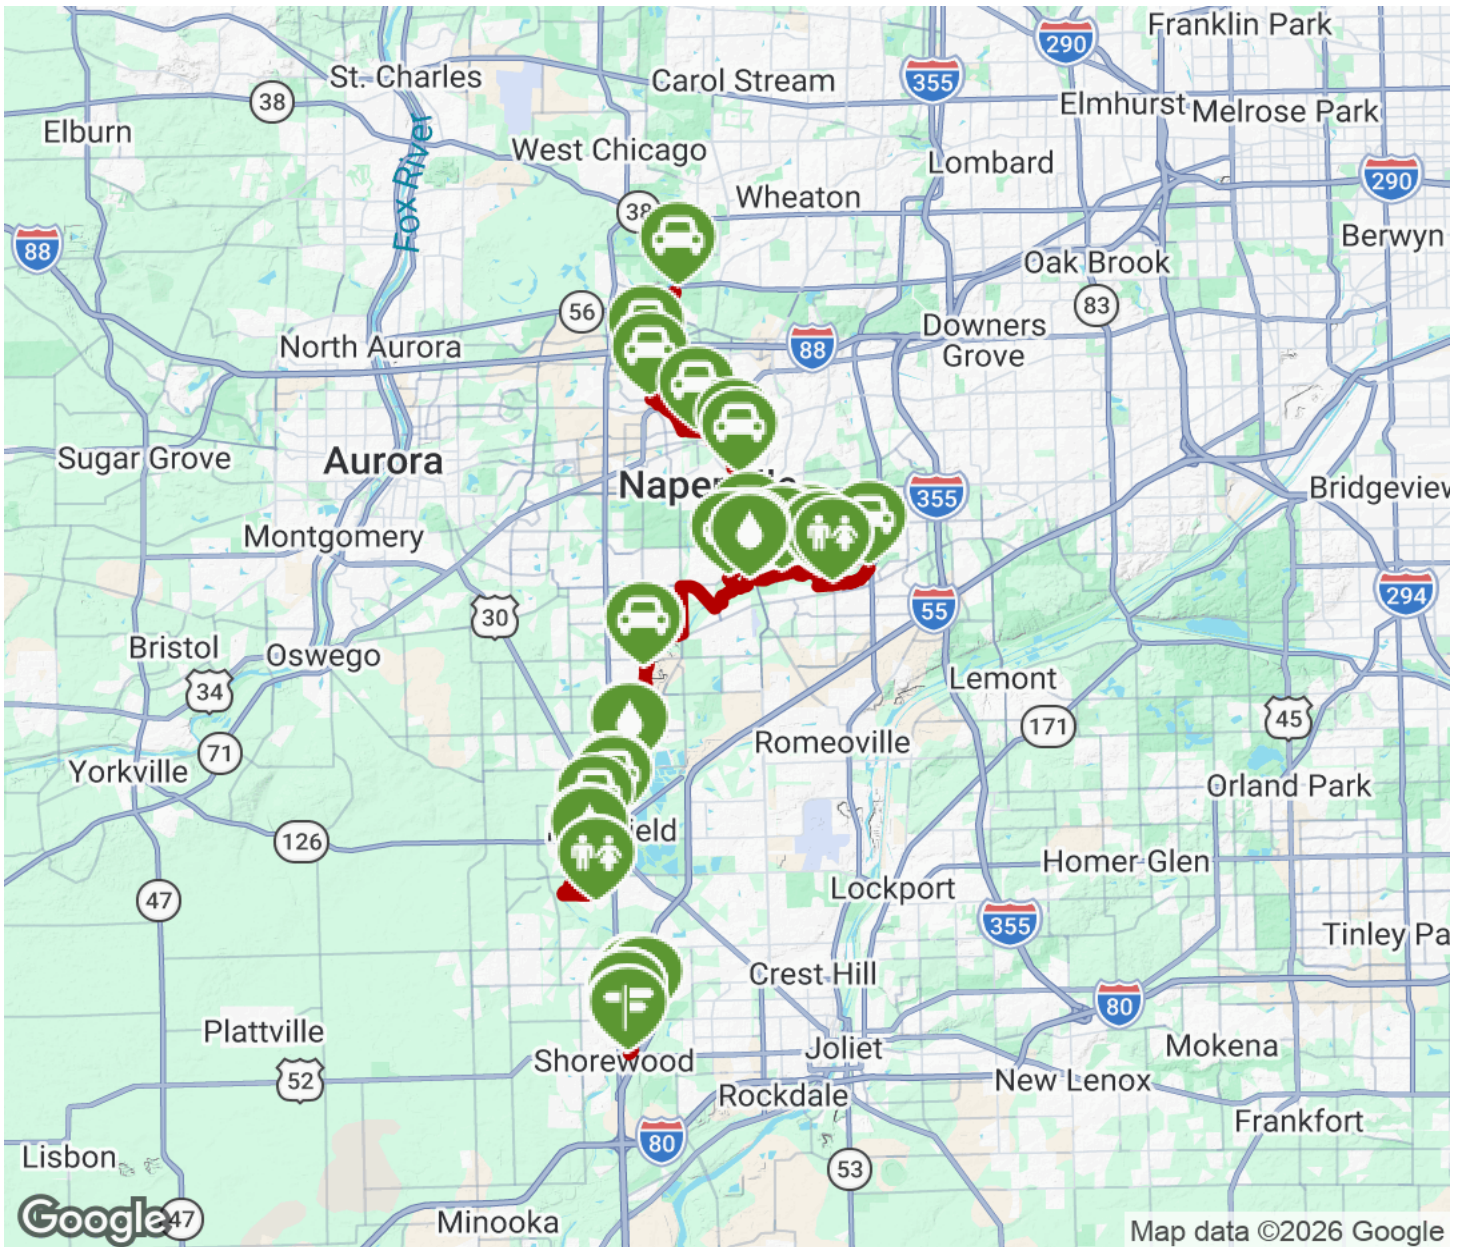 Franklin Park
290
St. Charles
Carol Stream
355
38
Elmhurst
Melrose Park
Elburn
Fox River
West Chicago
Lombard
290
Wheaton
38
88
Berwyn
Oak Brook
56
83
Downers
Grove
North Aurora
88
Sugar Grove
Aurora
355
Montgomery
55
294
30
Bristol
Oswego
34
Lemont
171
45
71
Romeoville
Yorkville
Orland Park
126
Homer Glen
47
Lockport
355
Crest Hill
80
Plattville
Shorewood
Joliet
Mokena
52
New Lenox
Rockdale
Frankfort
80
Lisbon
53
Google
47
Minooka
Map data ©2026 Google